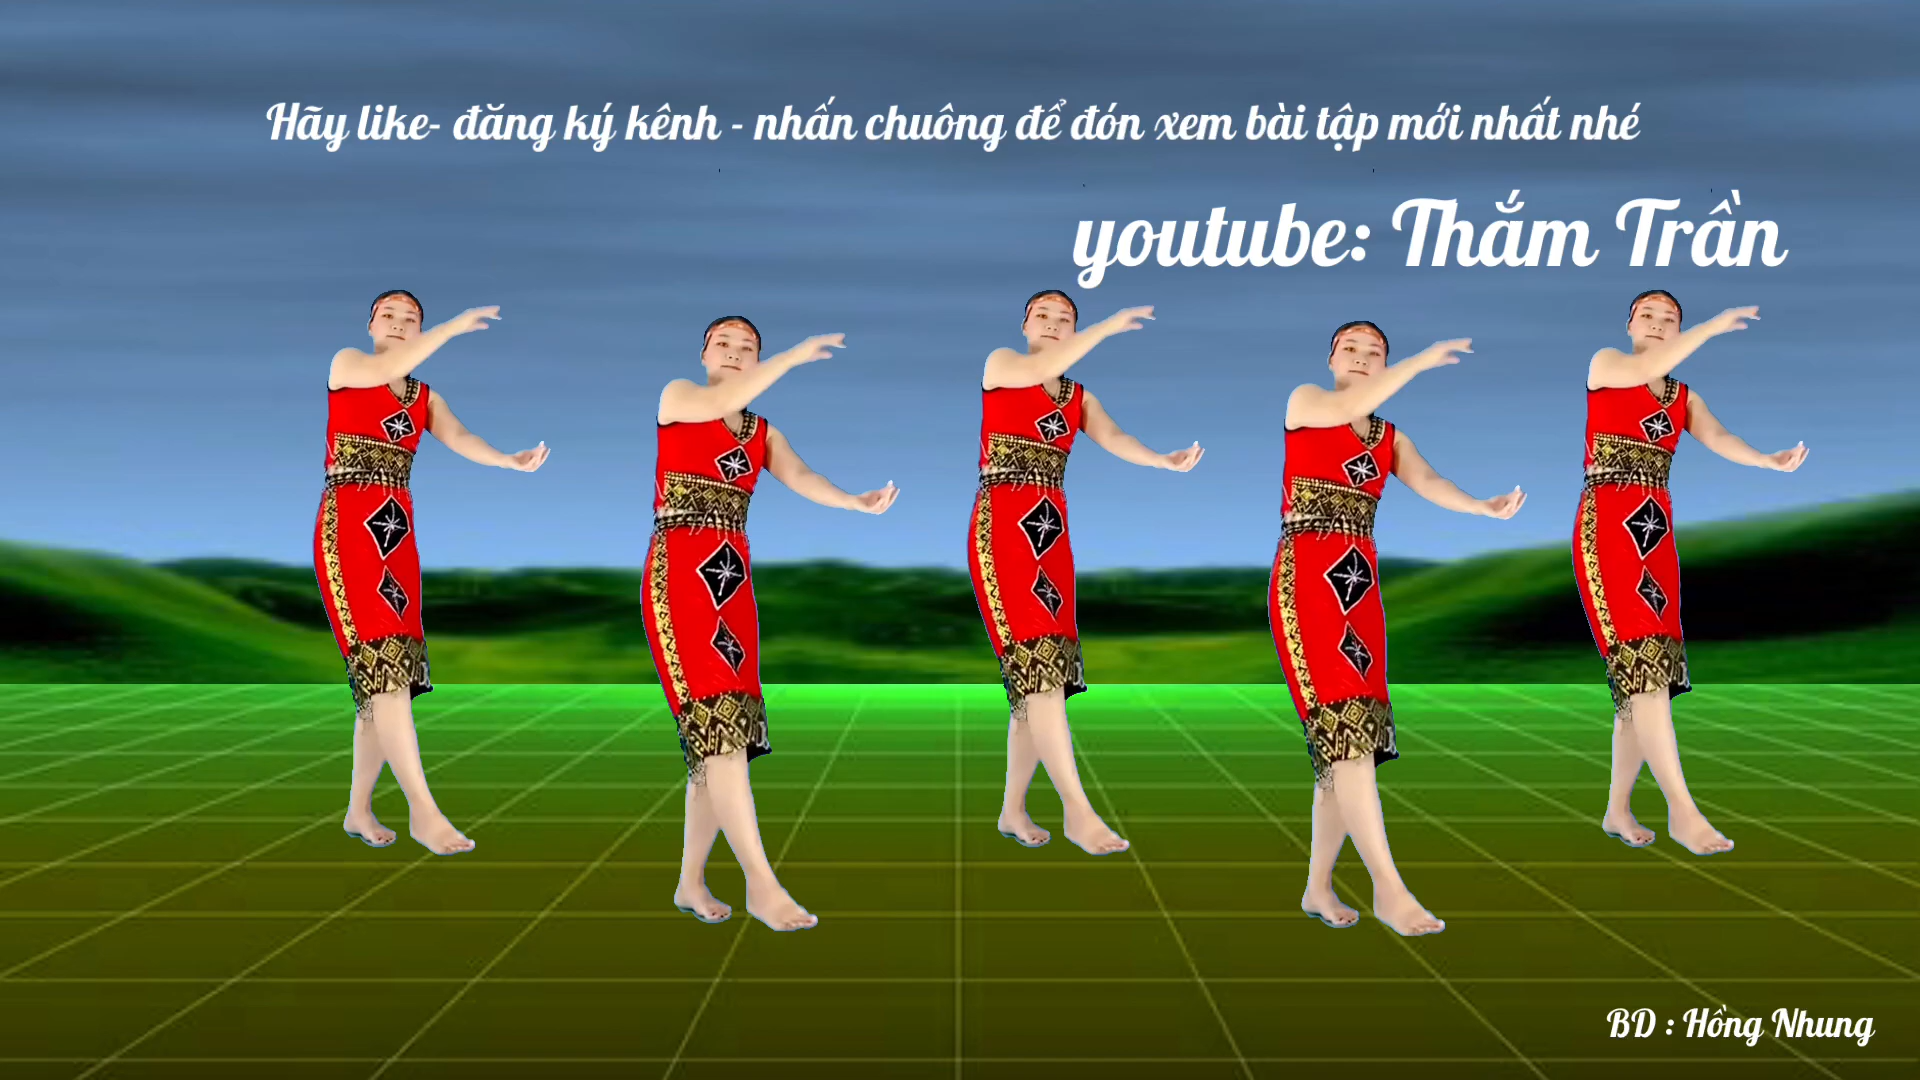 Hãy like- đăng ký kênh - nhấn chuông để đón xem bài tập mới nhất nhé
youtube: Thắm Trần
BD : Hồng Nhung